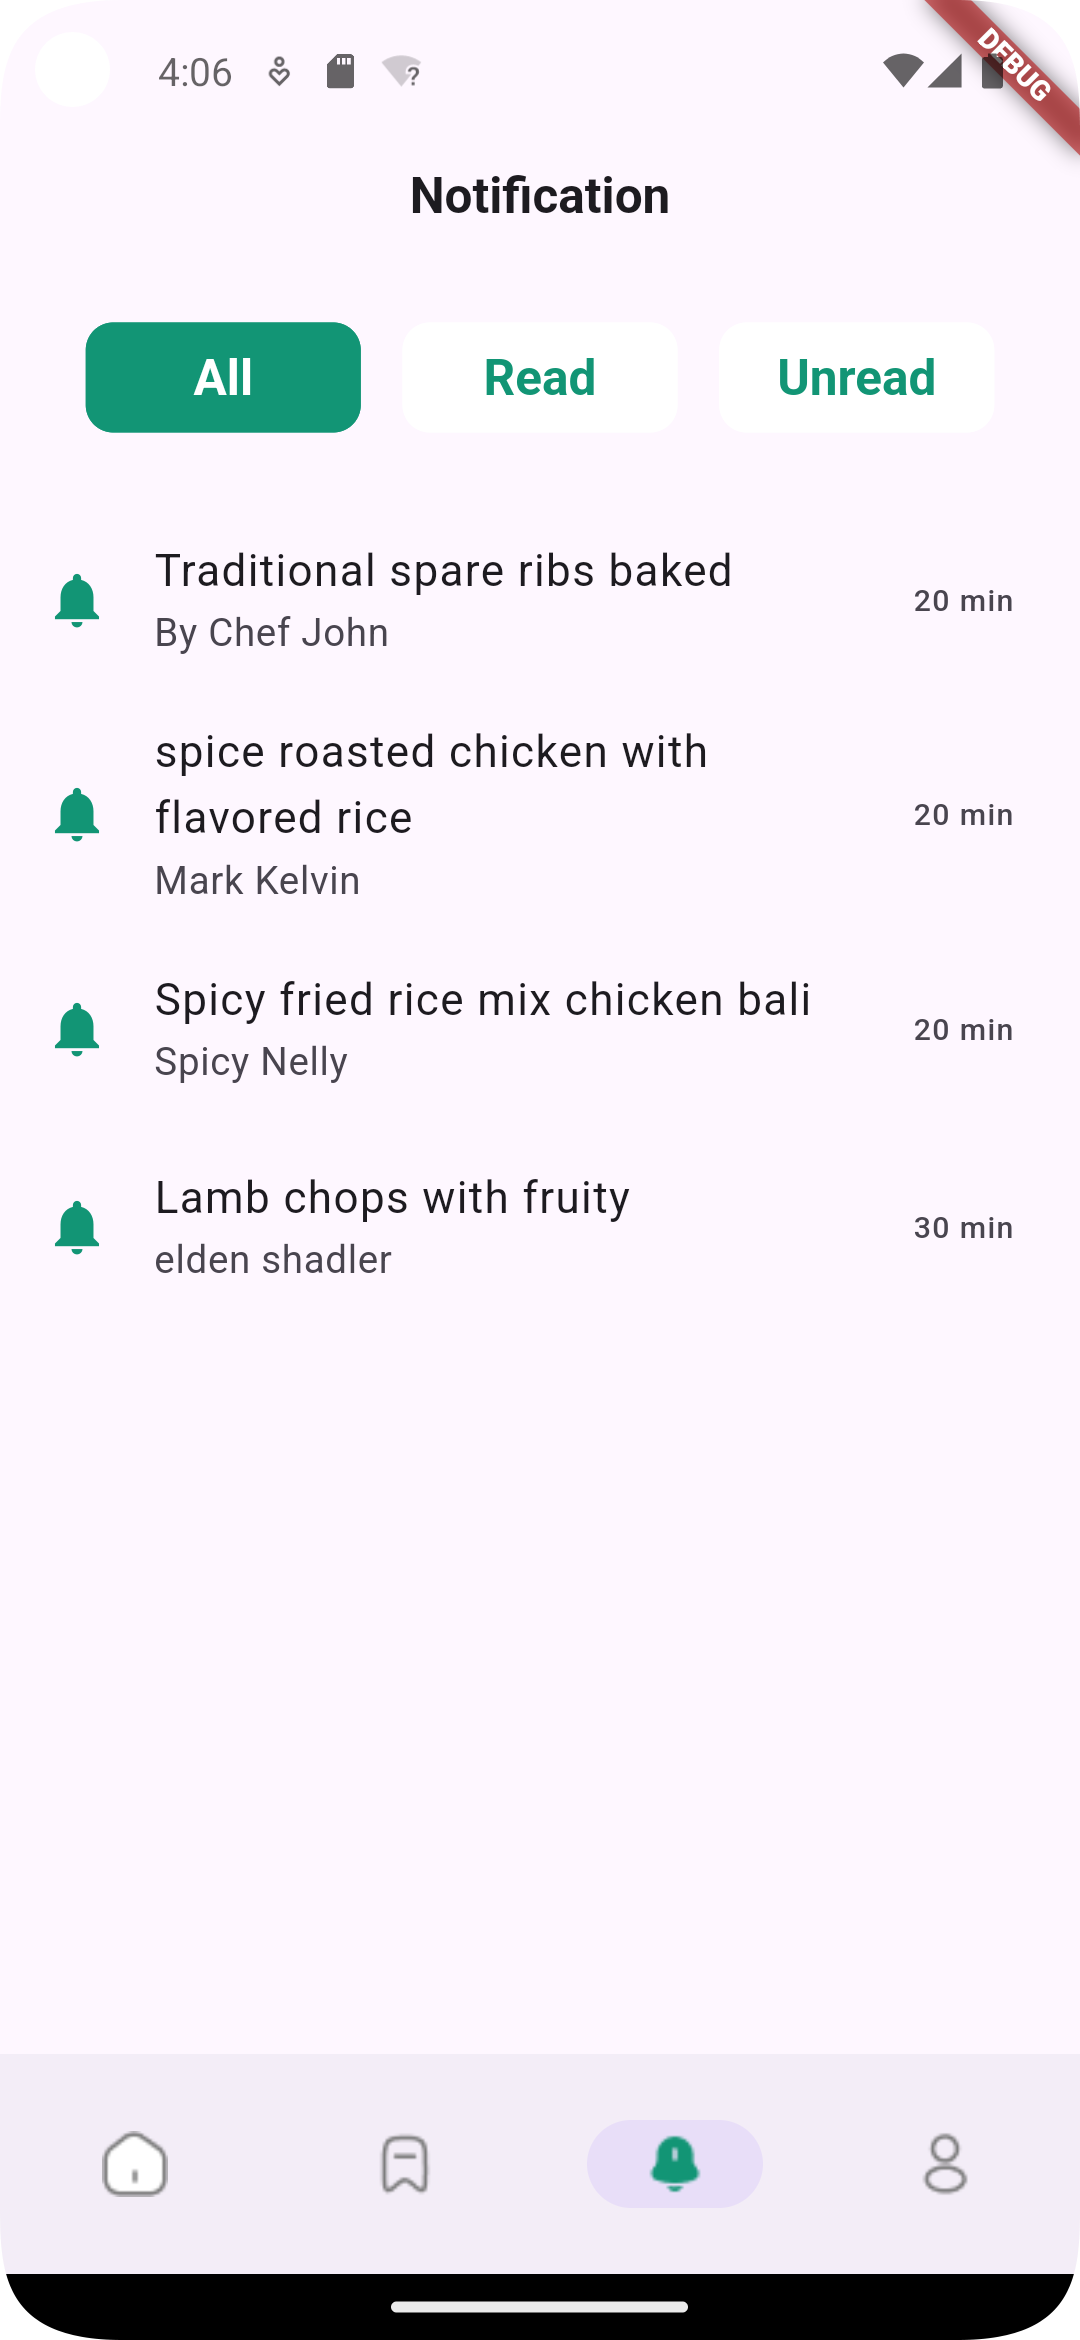 4:06
DEBUG
Notification
All
Read
Unread
Traditional spare ribs baked
By Chef John
20 min
spice roasted chicken with
flavored rice
Mark Kelvin
20 min
Spicy fried rice mix chicken bali
Spicy Nelly
20 min
Lamb chops with fruity
elden shadler
30 min